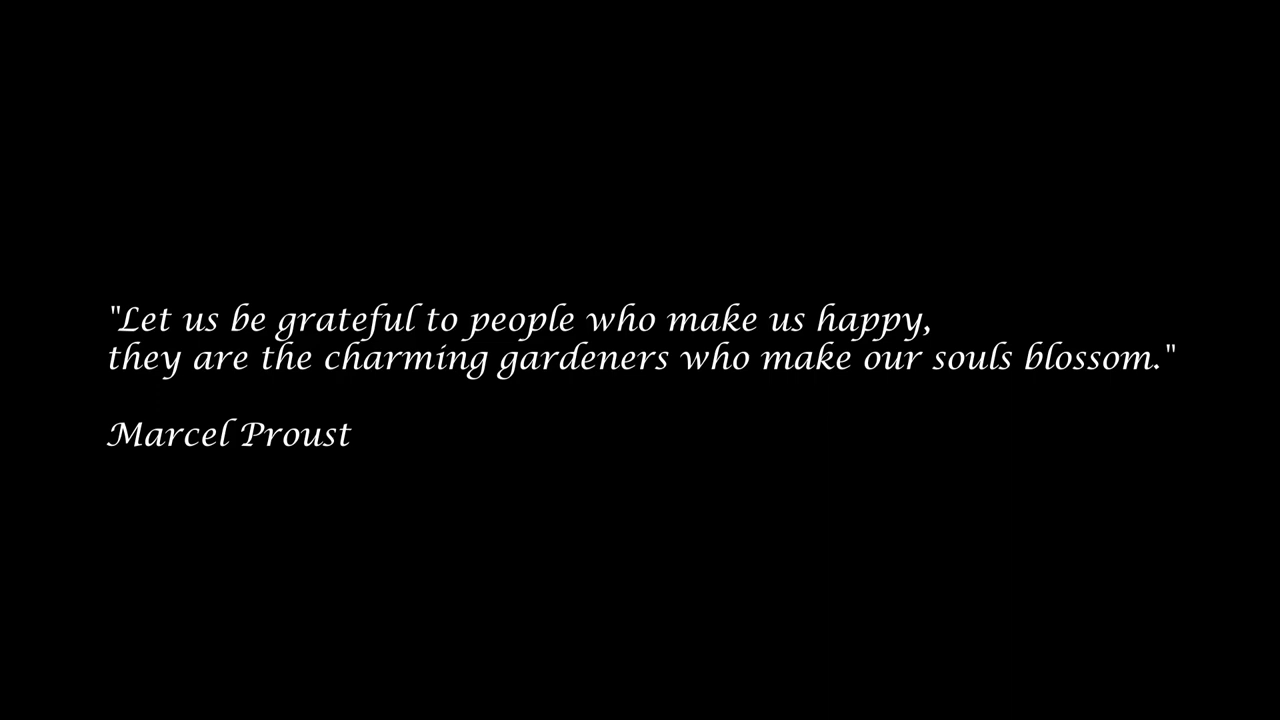 "Let us be grateful to people who make us happy,
they are the charming gardeners who make our souls blossom."
Marcel Proust